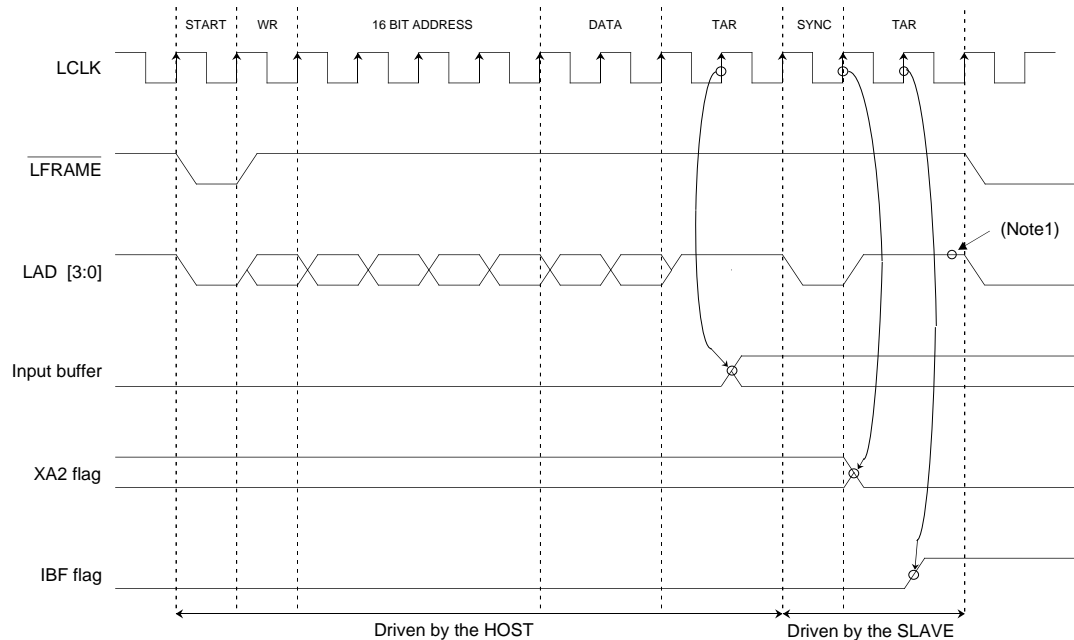 START WR 16 BIT ADDRESS DATA TAR SYNC TAR
LCLK
LFRAME
(Note1)
LAD [3:0]
Input buffer
XA2 flag
IBF flag
Driven by the HOST Driven by the SLAVE